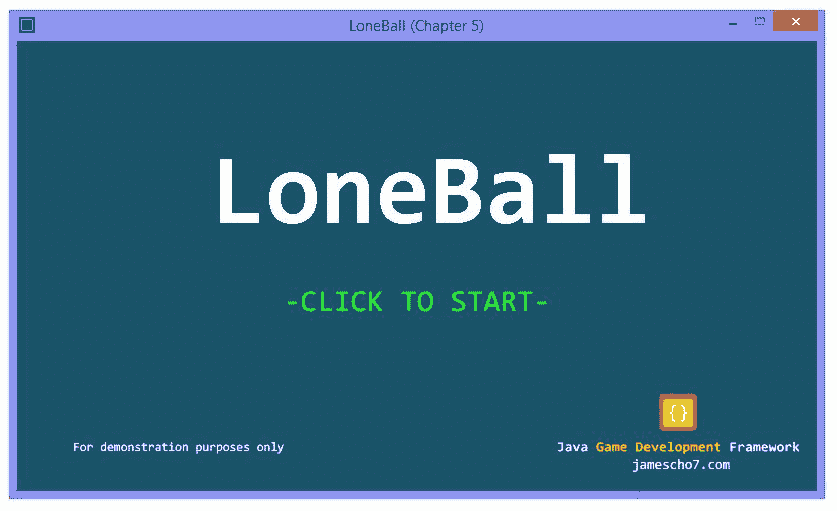 LoneBall (Chapter 5)
LoneBall
-CLICK TO START-
{}
For demonstration purposes only
Java Game Development Framework
jamescho7.com